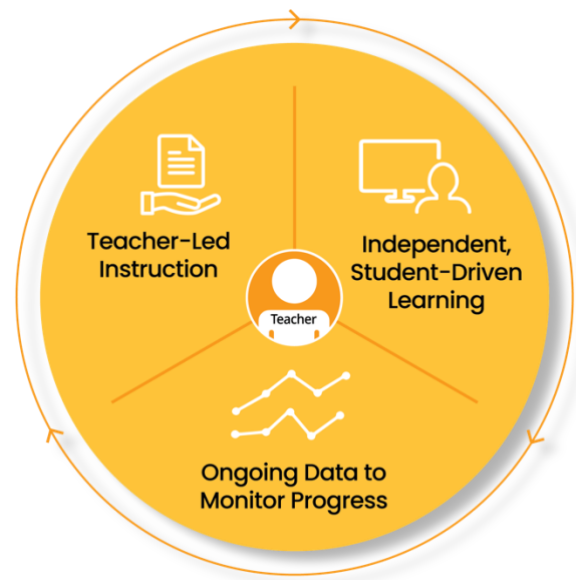 Teacher-Led
Instruction
Independent,
Student-Driven
Learning
Teacher
Ongoing Data to
Monitor Progress